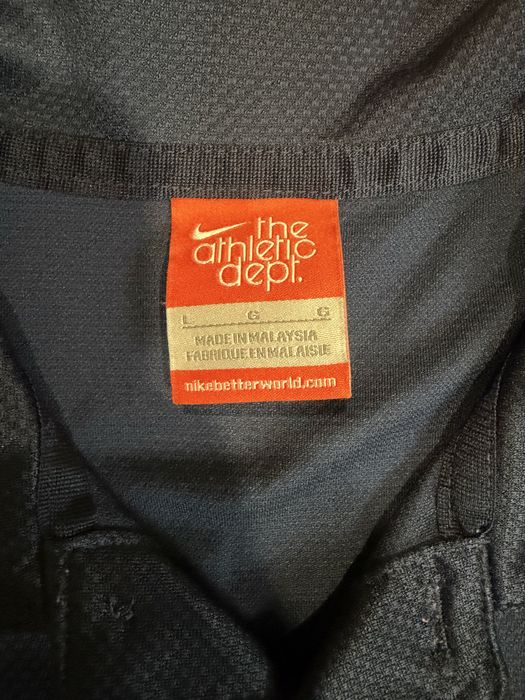 the
athletic
dept.
L G G
MADE IN MALAYSIA
FABRIQUE EN MALAISIE
nikebetterworld.com